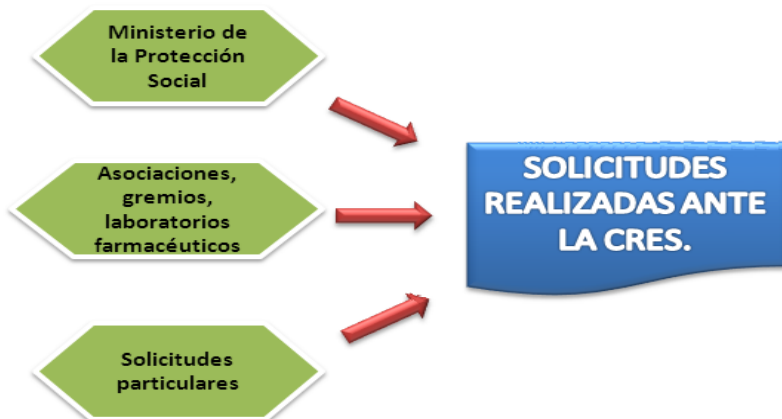 Ministerio de
la Protección
Social
Asociaciones,
gremios,
laboratorios
farmacéuticos
Solicitudes
particulares
SOLICITUDES
REALIZADAS ANTE
LA CRES.